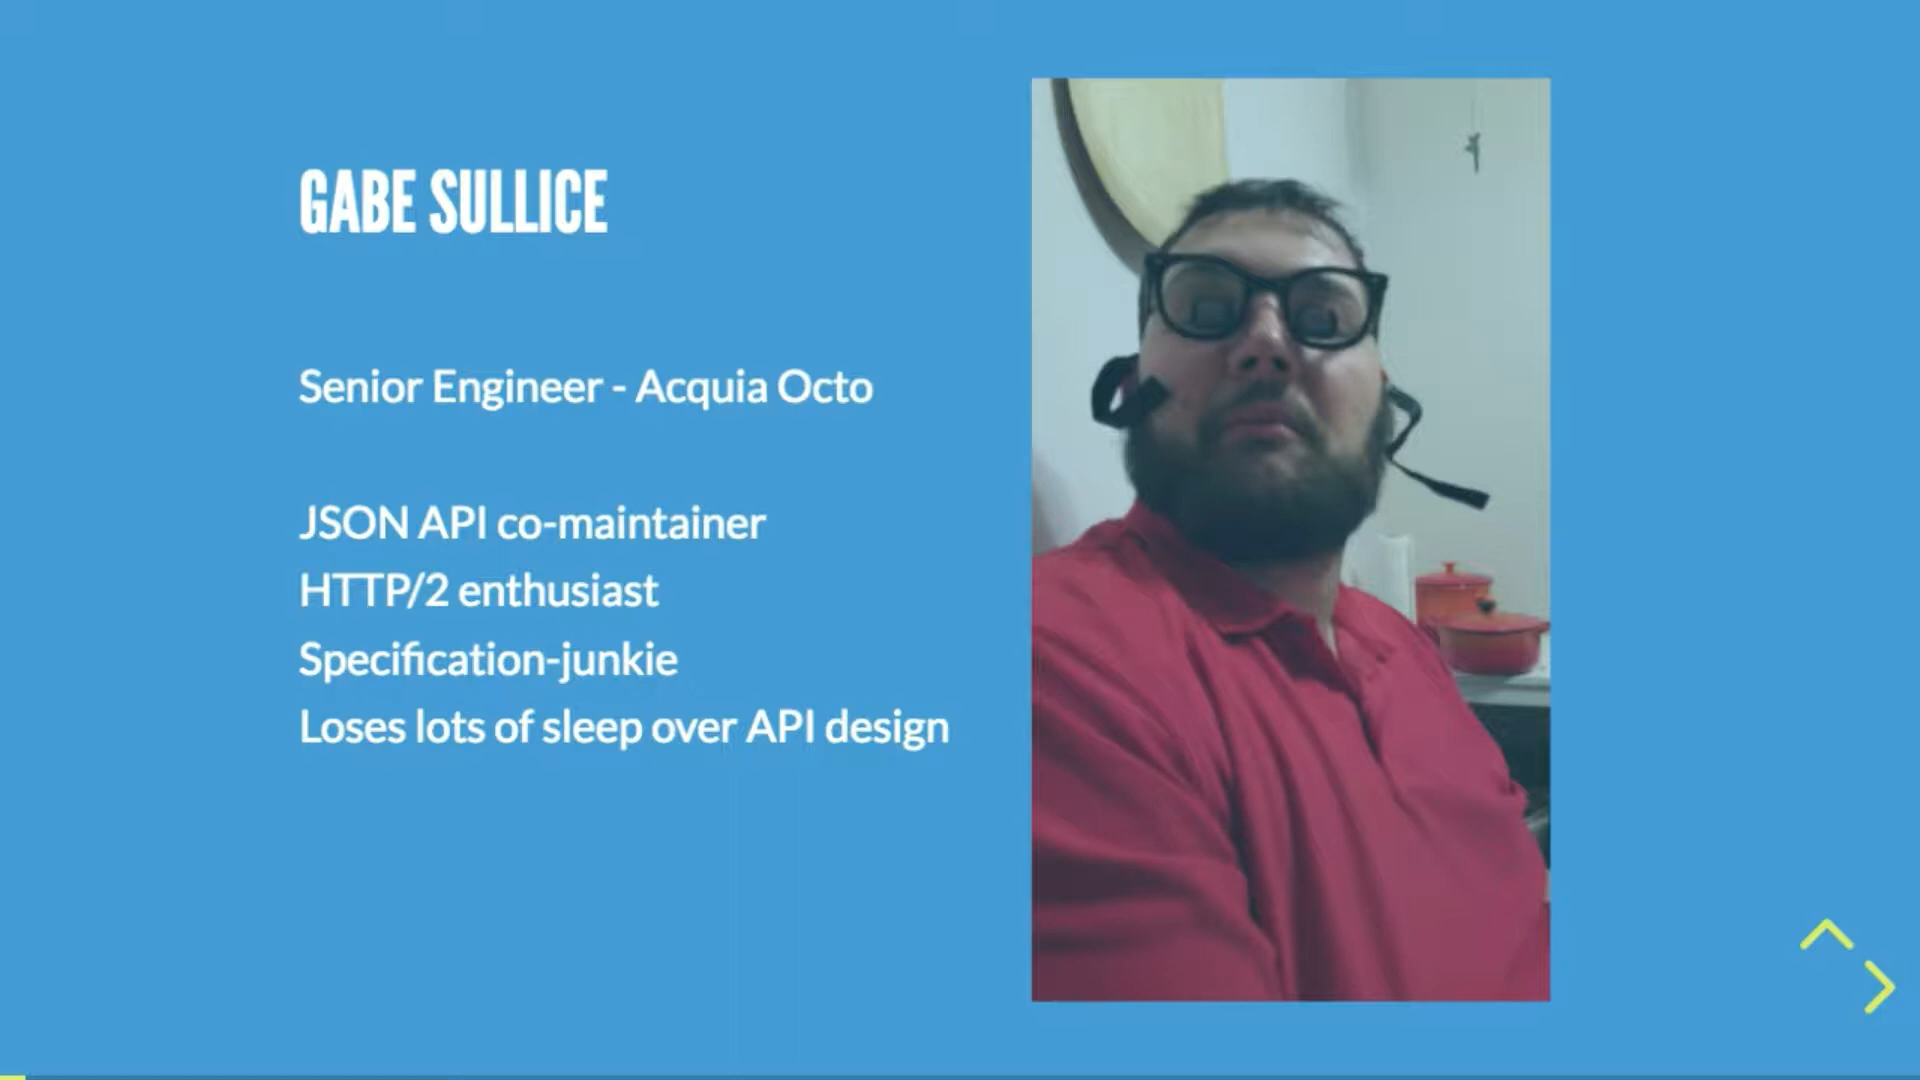 GABE SULLICE
Senior Engineer - Acquia Octo
JSON API co-maintainer
HTTP/2 enthusiast
Specification-junkie
Loses lots of sleep over API design